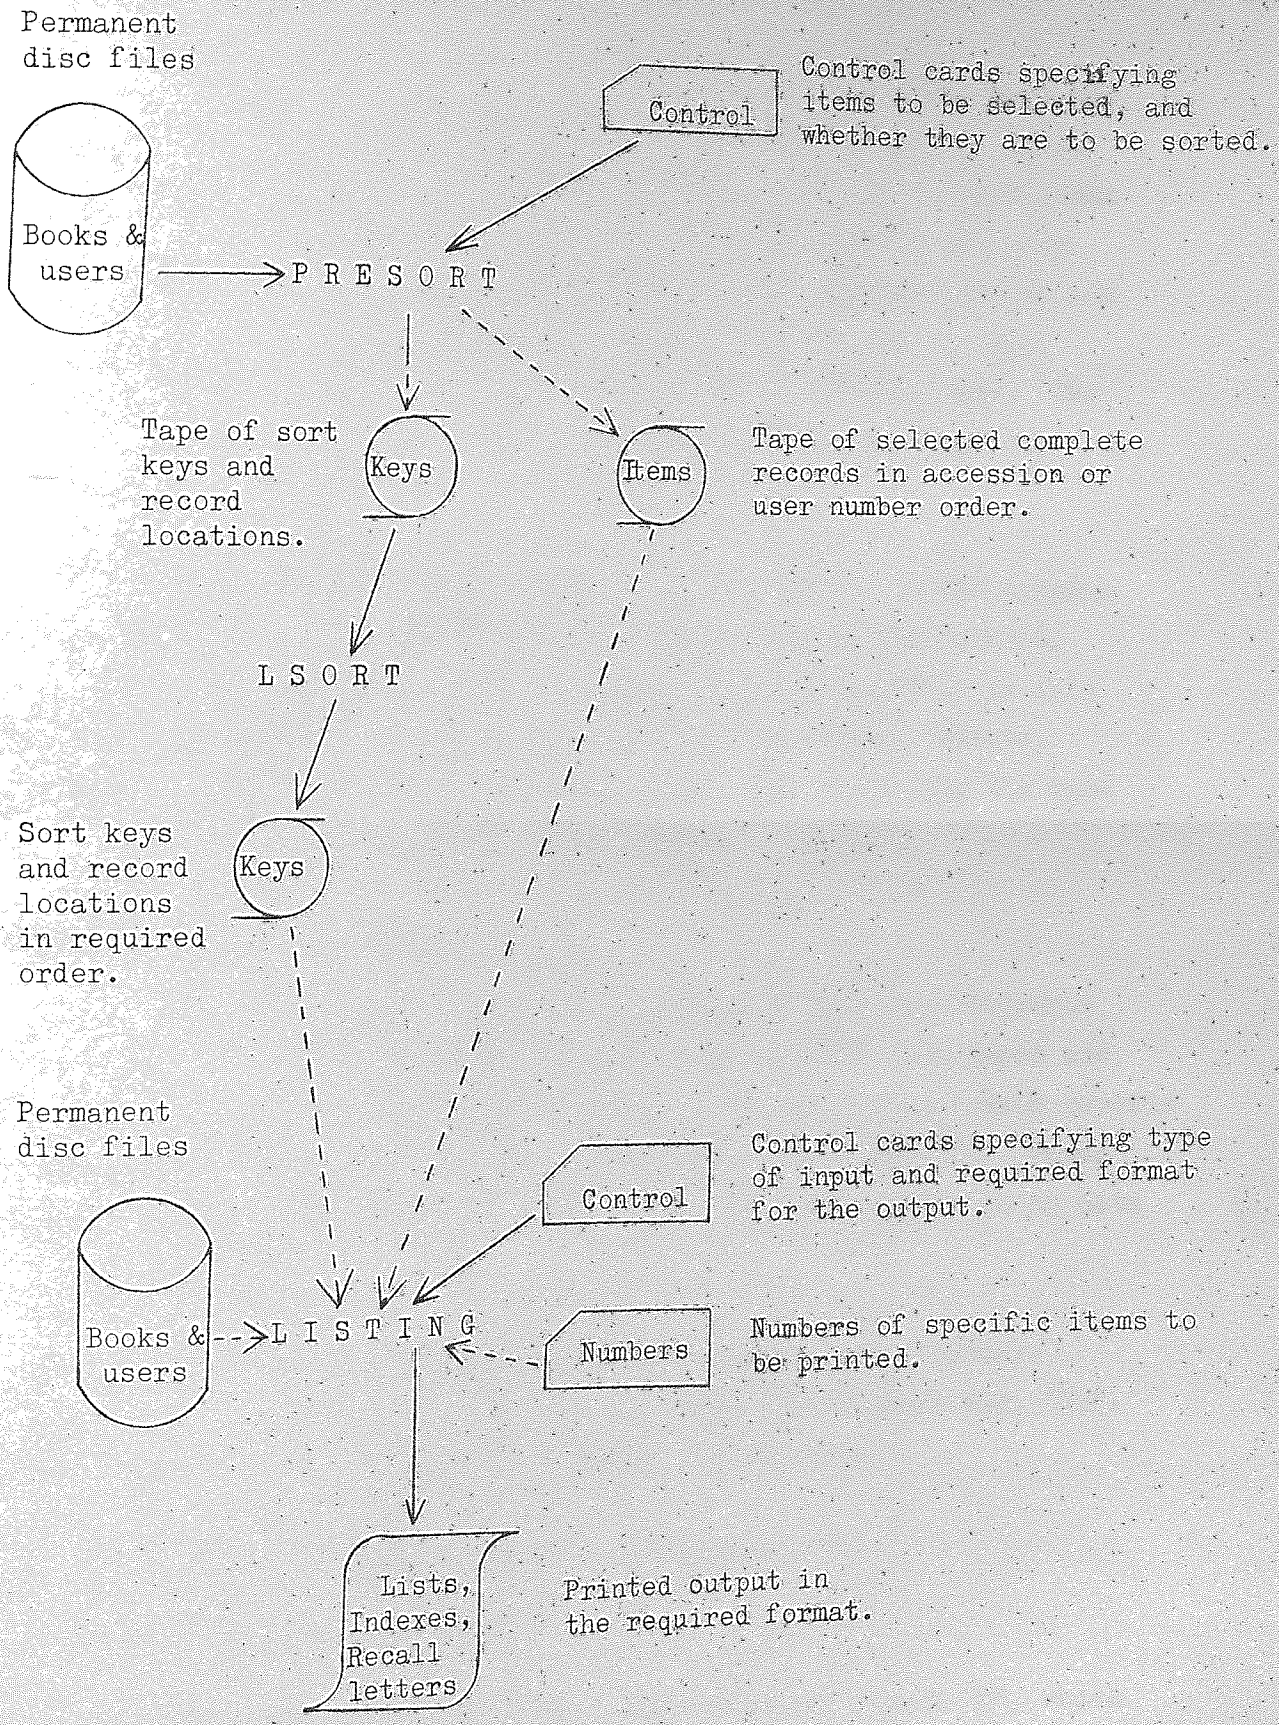 Permanent
disc files
Control
Control cards specifying
items to be selected, and
whether they are to be sorted.
Books &
users
P R E S O R T
Tape of sort
keys and
record
locations.
Keys
Items
Tape of selected complete
records in accession or
user number order.
L S O R T
Sort keys
and record
locations
in required
order.
Keys
Permanent
disc files
Control
Control cards specifying type
of input and required format
for the output.
Books &
users
L I S T I N G
Numbers
Numbers of specific items to
be printed.
Lists,
Indexes,
Recall
letters
Printed output in
the required format.